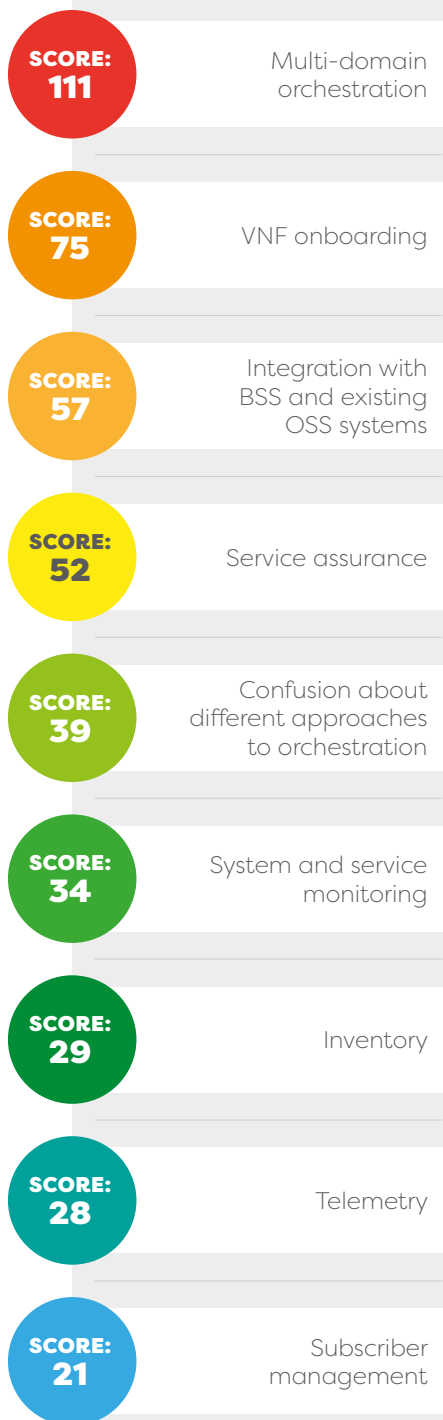 SCORE:
111
Multi-domain
orchestration
SCORE:
75
VNF onboarding
SCORE:
57
Integration with
BSS and existing
OSS systems
SCORE:
52
Service assurance
SCORE:
39
Confusion about
different approaches
to orchestration
SCORE:
34
System and service
monitoring
SCORE:
29
Inventory
SCORE:
28
Telemetry
SCORE:
21
Subscriber
management